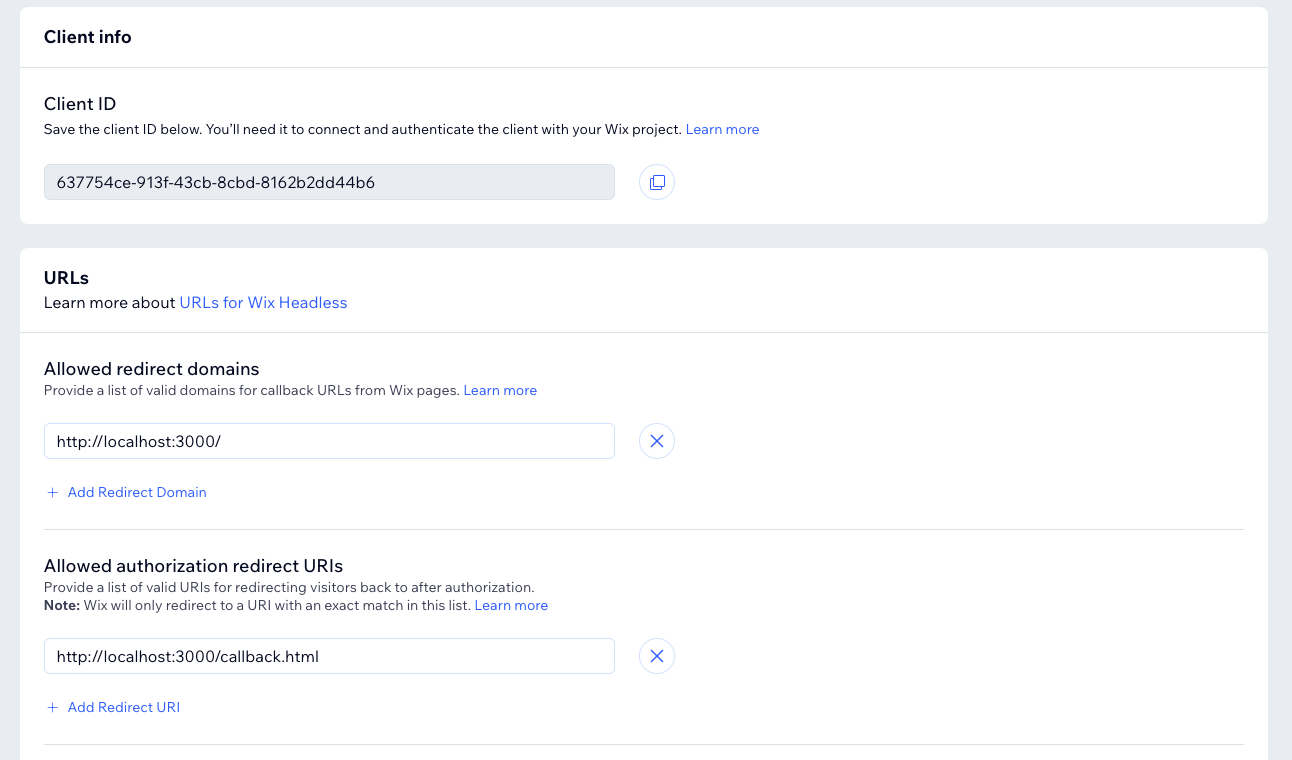 Client info
Client ID
Save the client ID below. You'll need it to connect and authenticate the client with your Wix project. Learn more
637754ce-913f-43cb-8cbd-8162b2dd44b6
URLs
Learn more about URLs for Wix Headless
Allowed redirect domains
Provide a list of valid domains for callback URLs from Wix pages. Learn more
http://localhost:3000/
+ Add Redirect Domain
Allowed authorization redirect URIs
Provide a list of valid URIs for redirecting visitors back to after authorization.
Note: Wix will only redirect to a URI with an exact match in this list. Learn more
http://localhost:3000/callback.html
+ Add Redirect URI